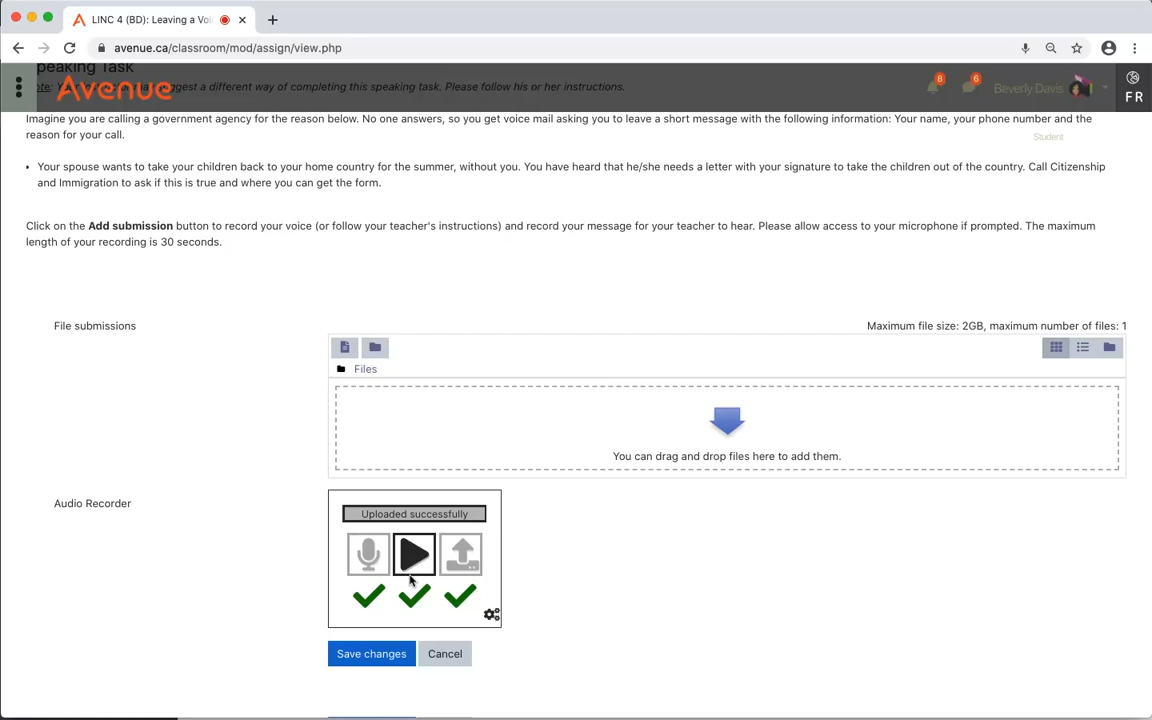 LINC 4 (BD): Leaving a Voi
avenue.ca/classroom/mod/assign/view.php
peaking Task
Avenue
8
6
Beverly Davis
FR
Student
Please follow his or her instructions.
Imagine you are calling a government agency for the reason below. No one answers, so you get voice mail asking you to leave a short message with the following information: Your name, your phone number and the
reason for your call.
• Your spouse wants to take your children back to your home country for the summer, without you. You have heard that he/she needs a letter with your signature to take the children out of the country. Call Citizenship
and Immigration to ask if this is true and where you can get the form.
Click on the Add submission button to record your voice (or follow your teacher's instructions) and record your message for your teacher to hear. Please allow access to your microphone if prompted. The maximum
length of your recording is 30 seconds.
File submissions
Maximum file size: 2GB, maximum number of files: 1
Files
You can drag and drop files here to add them.
Audio Recorder
Uploaded successfully
Save changes
Cancel